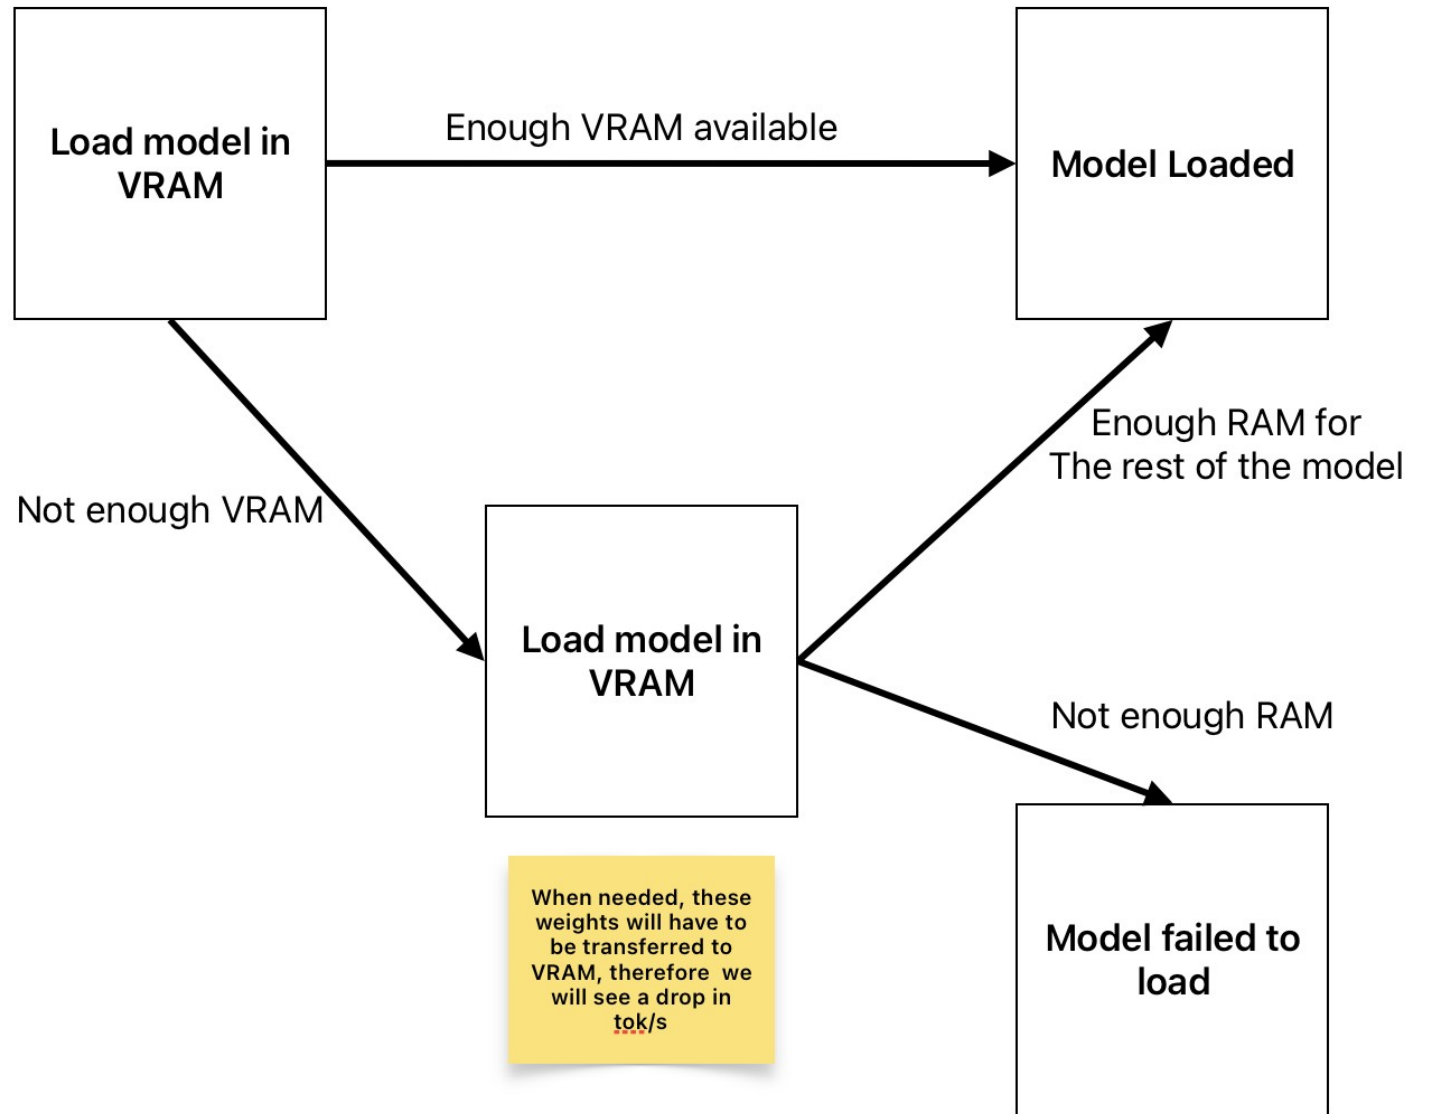 Load model in
VRAM
Enough VRAM available
Model Loaded
Enough RAM for
The rest of the model
Not enough VRAM
Load model in
VRAM
Not enough RAM
When needed, these
weights will have to
be transferred to
VRAM, therefore  we
will see a drop in
tok/s
Model failed to
load